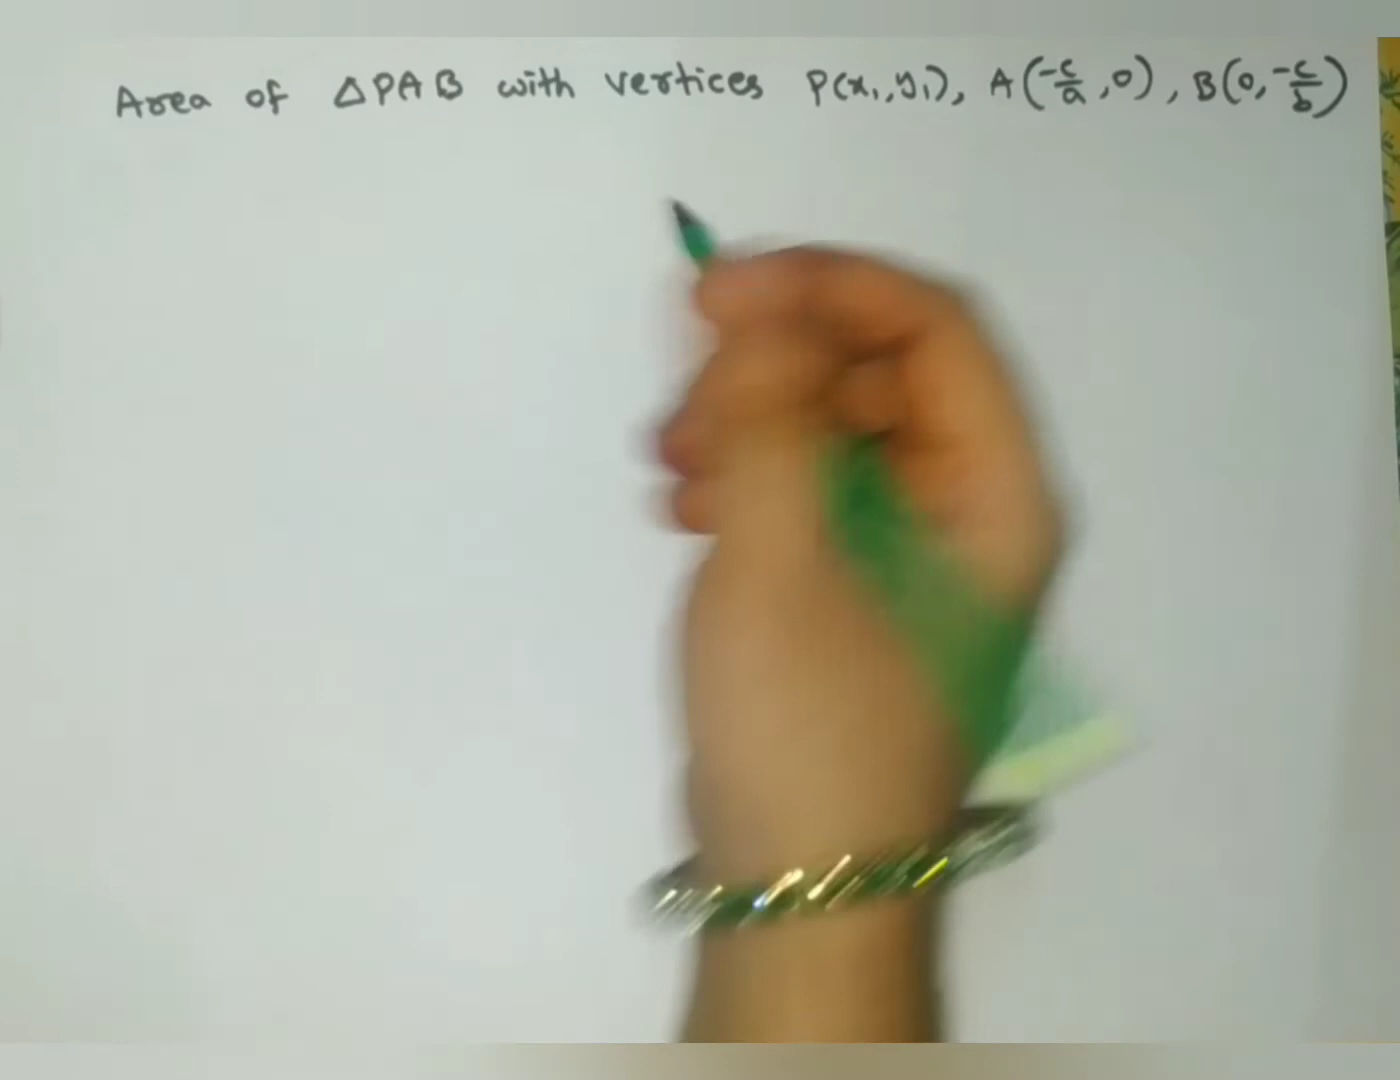 Area of ΔPAB with vertices P(x₁,y₁), A(-c/a, 0), B(0, -c/b)